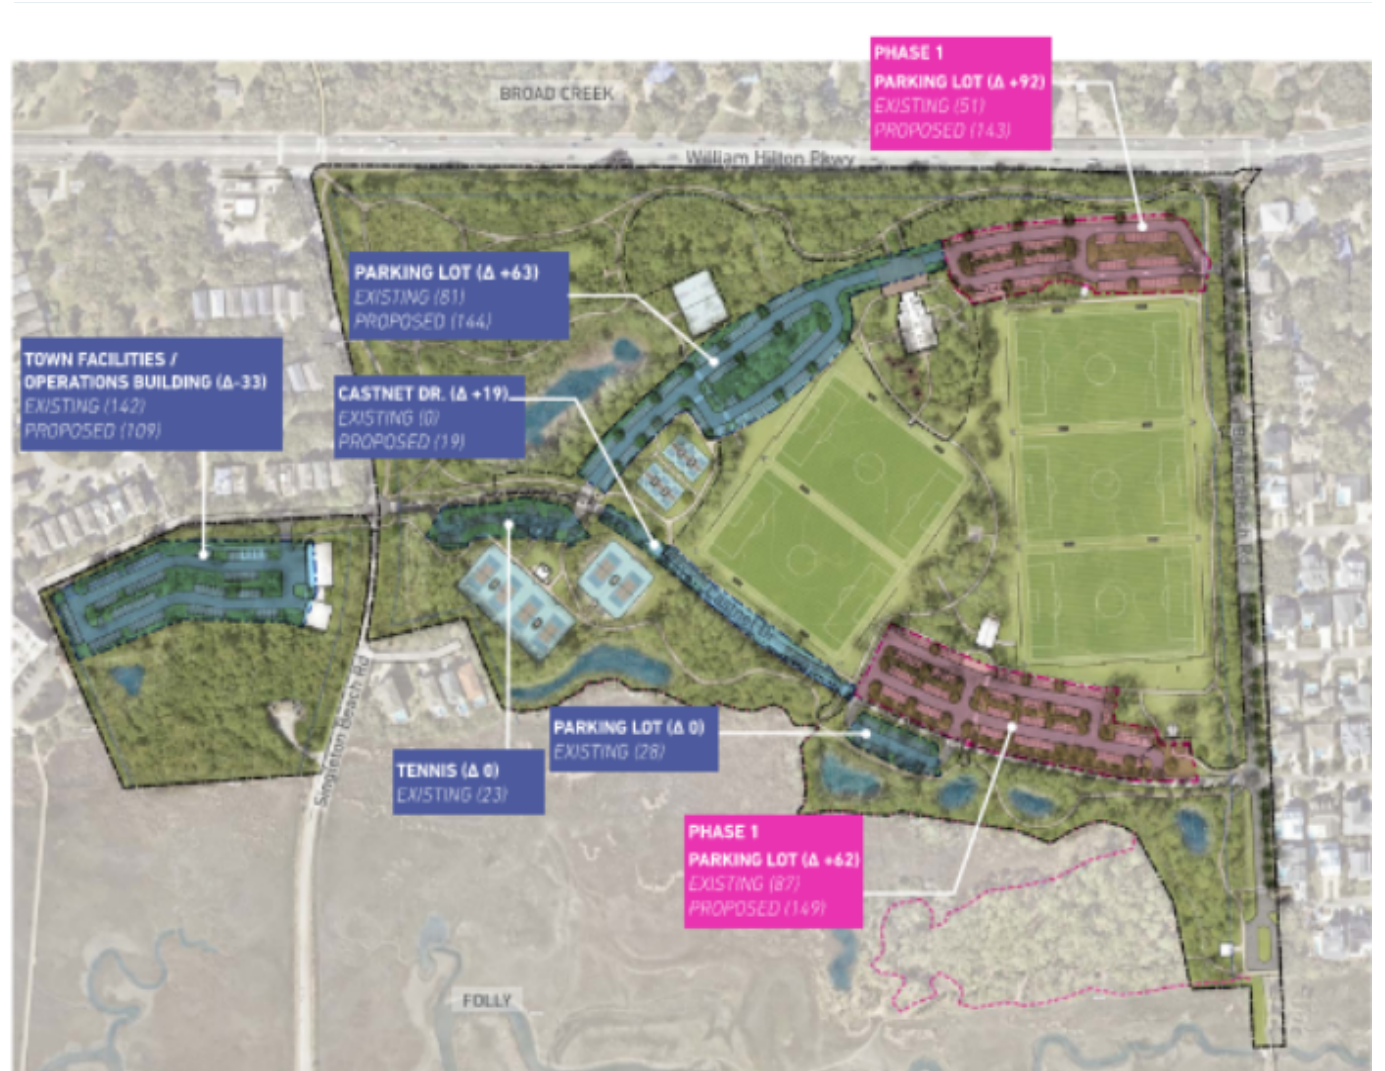 PHASE 1
PARKING LOT (Δ +92)
EXISTING (51)
PROPOSED (143)
BROAD CREEK
William Hilton Pkwy
PARKING LOT (Δ +63)
EXISTING (81)
PROPOSED (144)
TOWN FACILITIES /
OPERATIONS BUILDING (Δ-33)
EXISTING (142)
PROPOSED (109)
CASTNET DR. (Δ +19)
EXISTING (0)
PROPOSED (19)
Castnet Dr
Singleton Beach Rd
PARKING LOT (Δ 0)
EXISTING (28)
TENNIS (Δ 0)
EXISTING (23)
PHASE 1
PARKING LOT (Δ +62)
EXISTING (87)
PROPOSED (149)
FOLLY